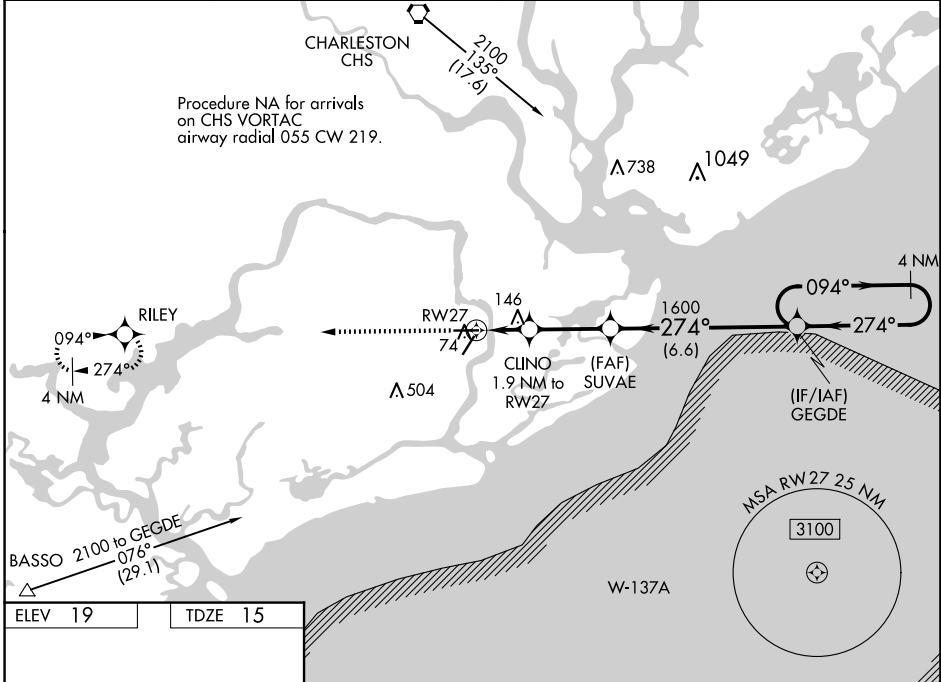 CHARLESTON
CHS
2100
135°
(17.6)
Procedure NA for arrivals
on CHS VORTAC
airway radial 055 CW 219.
738
1049
4 NM
094°
274°
1600
274°
(6.6)
146
RW27
74
RILEY
094°
274°
4 NM
CLINO
1.9 NM to
RW27
(FAF)
SUVAE
(IF/IAF)
GEGDE
504
MSA RW27 25 NM
3100
BASSO
2100 to GEGDE
076°
(29.1)
W-137A
ELEV 19
TDZE 15